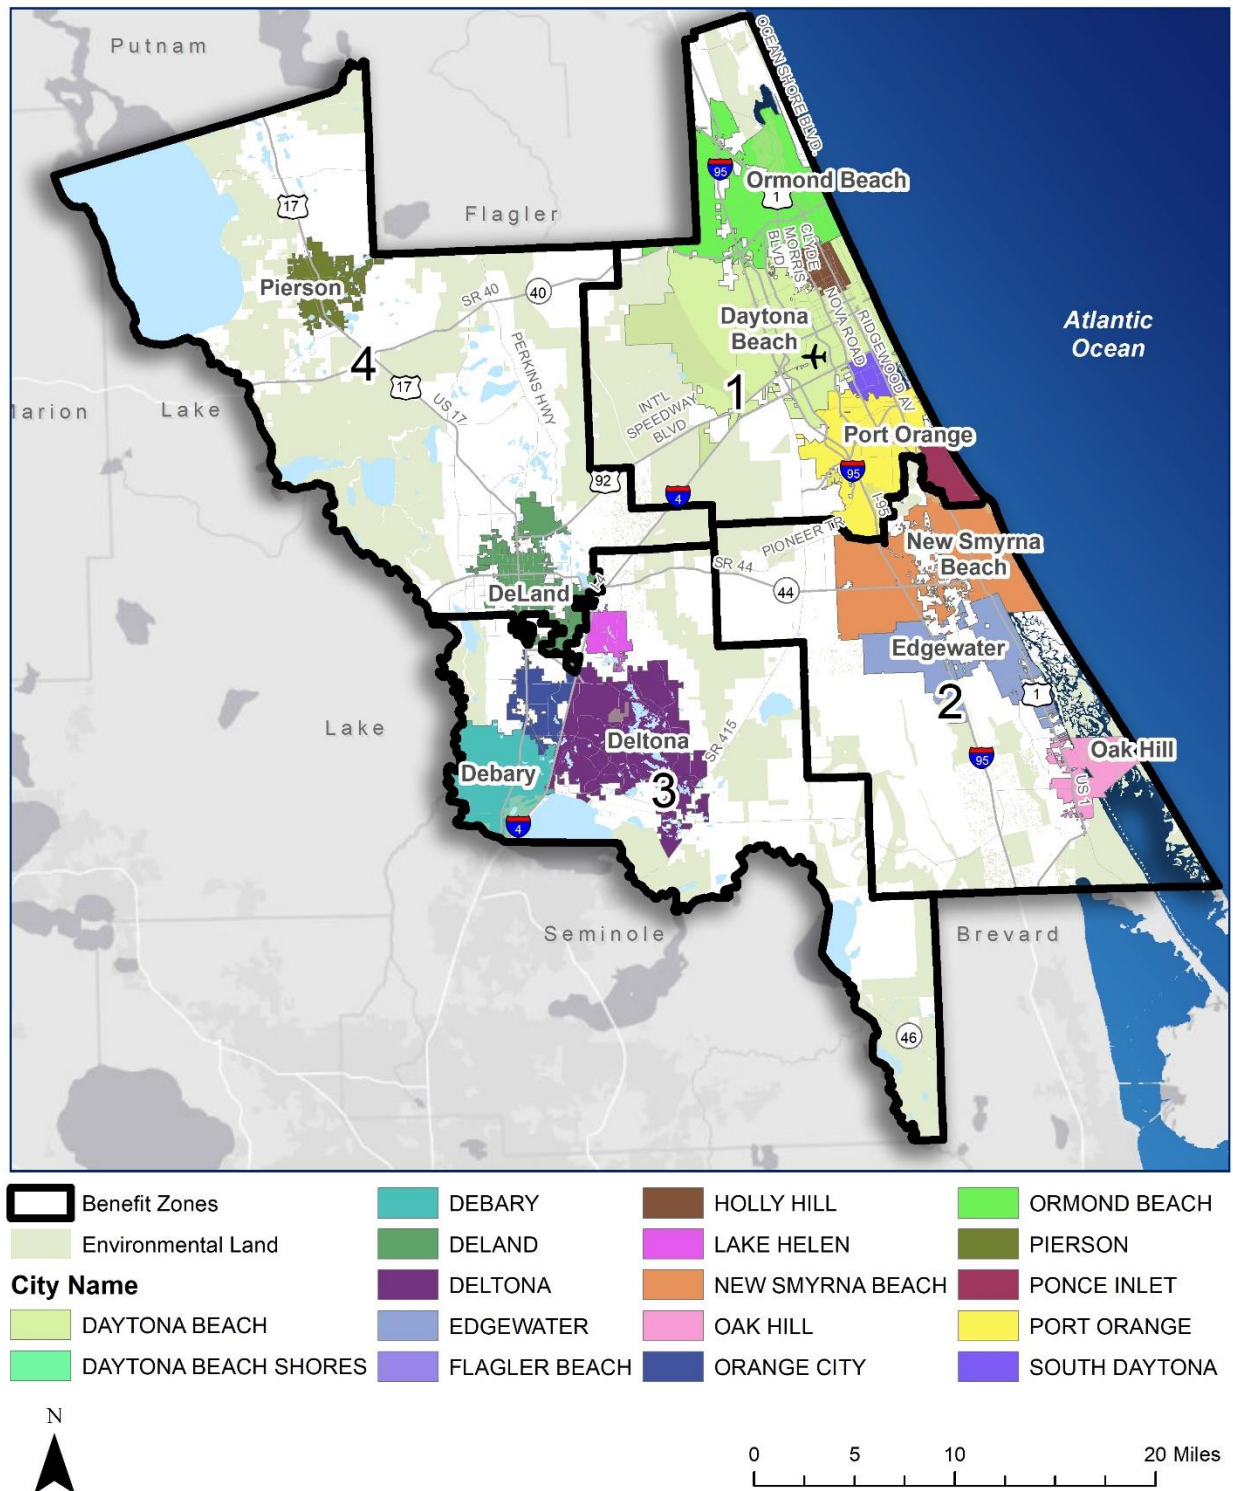 Putnam
OCEAN SHORE BLVD.
95
Ormond Beach
1
17
Flagler
CLYDE
MORRIS
BLVD
Pierson
SR 40
40
NOVA ROAD
RIDGEWOOD AV
Daytona
Beach
Atlantic
Ocean
PERKINS HWY
4
17
1
Marion
Lake
US 17
INT'L
SPEEDWAY
BLVD
Port Orange
95
92
4
I-95
PIONEER TR
New Smyrna
Beach
SR 44
44
I-4
DeLand
Edgewater
2
1
Lake
SR 415
Deltona
Oak Hill
95
Debary
3
US 1
4
Seminole
Brevard
46
Benefit Zones
Environmental Land
City Name
DAYTONA BEACH
DAYTONA BEACH SHORES
DEBARY
DELAND
DELTONA
EDGEWATER
FLAGLER BEACH
HOLLY HILL
LAKE HELEN
NEW SMYRNA BEACH
OAK HILL
ORANGE CITY
ORMOND BEACH
PIERSON
PONCE INLET
PORT ORANGE
SOUTH DAYTONA
N
0 5 10 20 Miles